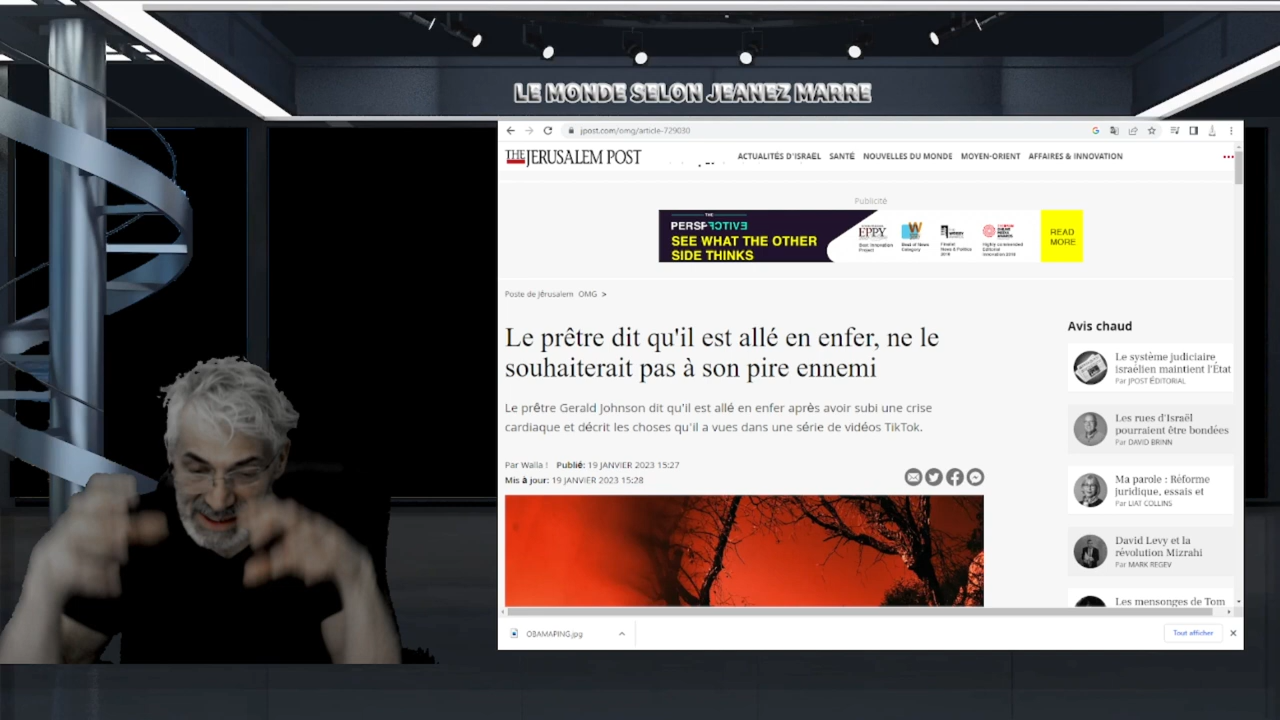 LE MONDE SELON JEANEZ MARRE
jpost.com/omg/article-729030
THE JERUSALEM POST
ACTUALITÉS D'ISRAËL SANTÉ NOUVELLES DU MONDE MOYEN-ORIENT AFFAIRES & INNOVATION
Publicité
THE
PERSPECTIVE
SEE WHAT THE OTHER
SIDE THINKS
EPPY
READ
MORE
Poste de Jérusalem OMG >
Le prêtre dit qu'il est allé en enfer, ne le
souhaiterait pas à son pire ennemi
Le prêtre Gerald Johnson dit qu'il est allé en enfer après avoir subi une crise
cardiaque et décrit les choses qu'il a vues dans une série de vidéos TikTok.
Par Walla ! Publié: 19 JANVIER 2023 15:27
Mis à jour: 19 JANVIER 2023 15:28
Avis chaud
Le système judiciaire
israélien maintient l'État
Par JPOST ÉDITORIAL
Les rues d'Israël
pourraient être bondées
Par DAVID BRINN
Ma parole : Réforme
juridique, essais et
Par LIAT COLLINS
David Levy et la
révolution Mizrahi
Par MARK REGEV
Les mensonges de Tom
OBAMAPING.jpg
Tout afficher